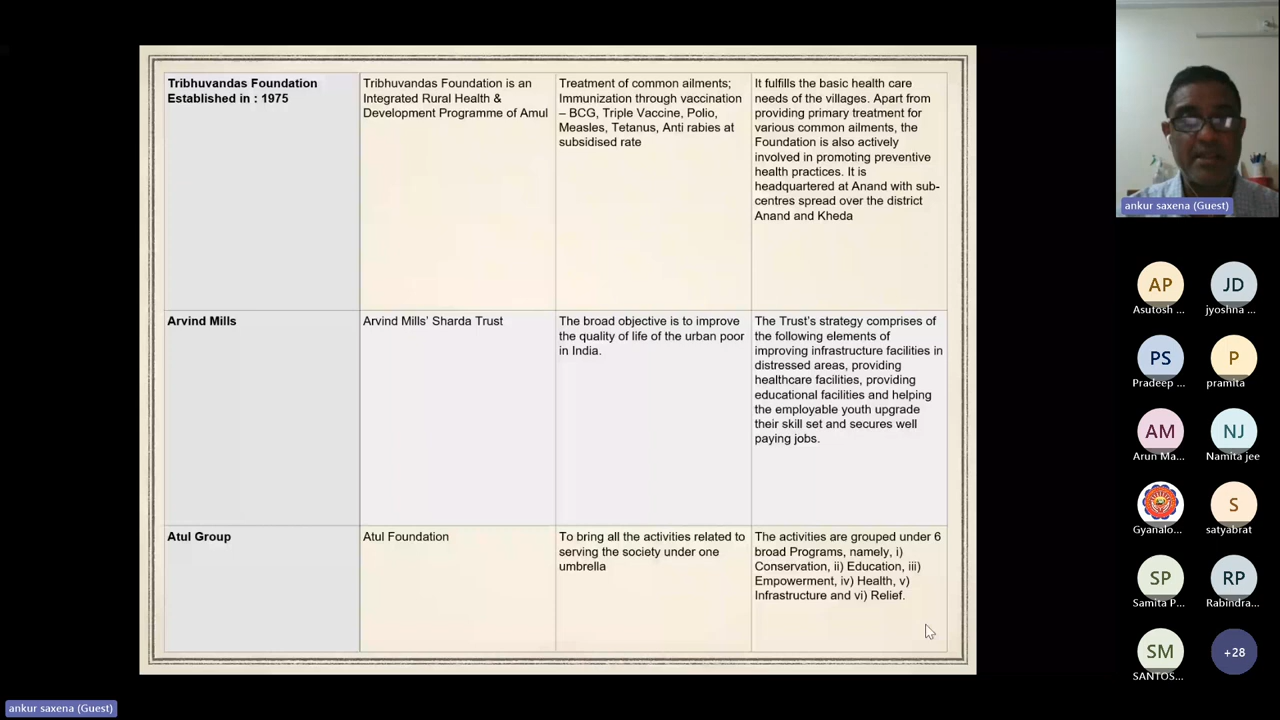 Tribhuvandas Foundation
Established in : 1975
Tribhuvandas Foundation is an
Integrated Rural Health &
Development Programme of Amul
Treatment of common ailments;
Immunization through vaccination
– BCG, Triple Vaccine, Polio,
Measles, Tetanus, Anti rabies at
subsidised rate
It fulfills the basic health care
needs of the villages. Apart from
providing primary treatment for
various common ailments, the
Foundation is also actively
involved in promoting preventive
health practices. It is
headquartered at Anand with sub-
centres spread over the district
Anand and Kheda
Arvind Mills
Arvind Mills’ Sharda Trust
The broad objective is to improve
the quality of life of the urban poor
in India.
The Trust’s strategy comprises of
the following elements of
improving infrastructure facilities in
distressed areas, providing
healthcare facilities, providing
educational facilities and helping
the employable youth upgrade
their skill set and secures well
paying jobs.
Atul Group
Atul Foundation
To bring all the activities related to
serving the society under one
umbrella
The activities are grouped under 6
broad Programs, namely, i)
Conservation, ii) Education, iii)
Empowerment, iv) Health, v)
Infrastructure and vi) Relief.
ankur saxena (Guest)
AP
Asutosh ...
JD
jyoshna ...
PS
Pradeep ...
P
pramita
AM
Arun Ma...
NJ
Namita jee
Gyanalo...
S
satyabrat
SP
Samita P...
RP
Rabindra...
SM
SANTOS...
+28
ankur saxena (Guest)